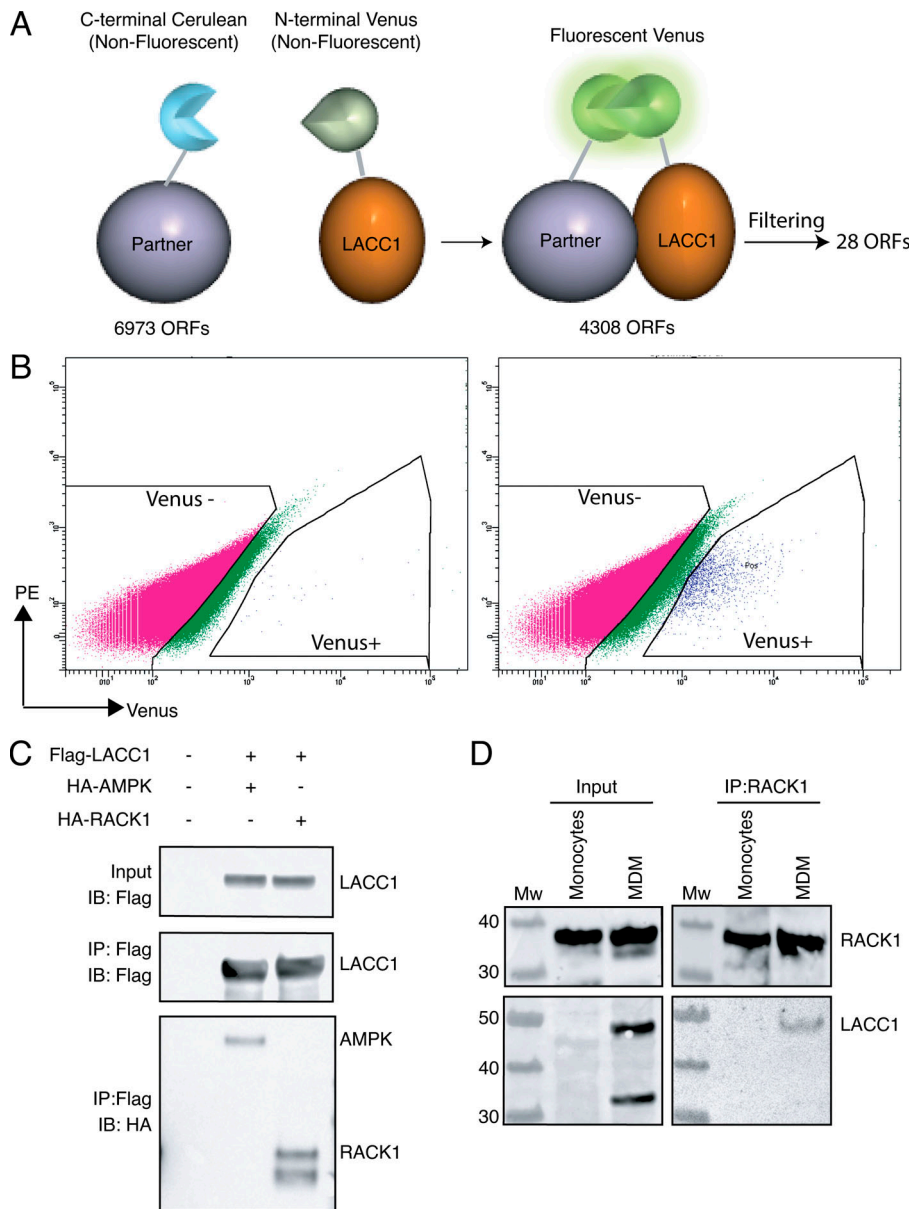 A
C-terminal Cerulean
(Non-Fluorescent)
N-terminal Venus
(Non-Fluorescent)
Fluorescent Venus
Partner
LACC1
Partner
LACC1
Filtering
28 ORFs
6973 ORFs
4308 ORFs
B
Venus -
Venus+
Venus-
Pos
Venus+
PE
Venus
C
Flag-LACC1 - + +
HA-AMPK - + -
HA-RACK1 - - +
Input
IB: Flag
LACC1
IP: Flag
IB: Flag
LACC1
AMPK
IP:Flag
IB: HA
RACK1
D
Input
IP:RACK1
Mw Monocytes MDM Mw Monocytes MDM
40
30
RACK1
50
40
30
LACC1